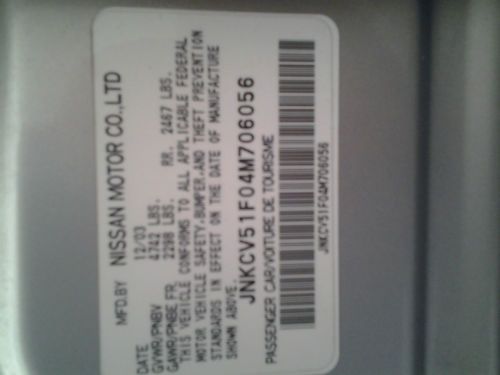 MFD.BY NISSAN MOTOR CO.,LTD
DATE 12/03
GVWR/PNBV 4742 LBS.
GAWR/PNBE FR. 2298 LBS. RR. 2467 LBS.
THIS VEHICLE CONFORMS TO ALL APPLICABLE FEDERAL
MOTOR VEHICLE SAFETY,BUMPER,AND THEFT PREVENTION
STANDARDS IN EFFECT ON THE DATE OF MANUFACTURE
SHOWN ABOVE.
JNKCV51F04M706056
PASSENGER CAR/VOITURE DE TOURISME
JNKCV51F04M706056